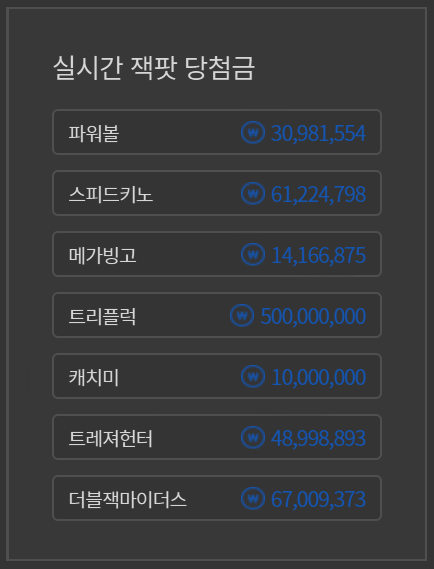 실시간 잭팟 당첨금
파워볼 ₩ 30,981,554
스피드키노 ₩ 61,224,798
메가빙고 ₩ 14,166,875
트리플럭 ₩ 500,000,000
캐치미 ₩ 10,000,000
트레져헌터 ₩ 48,998,893
더블잭마이더스 ₩ 67,009,373